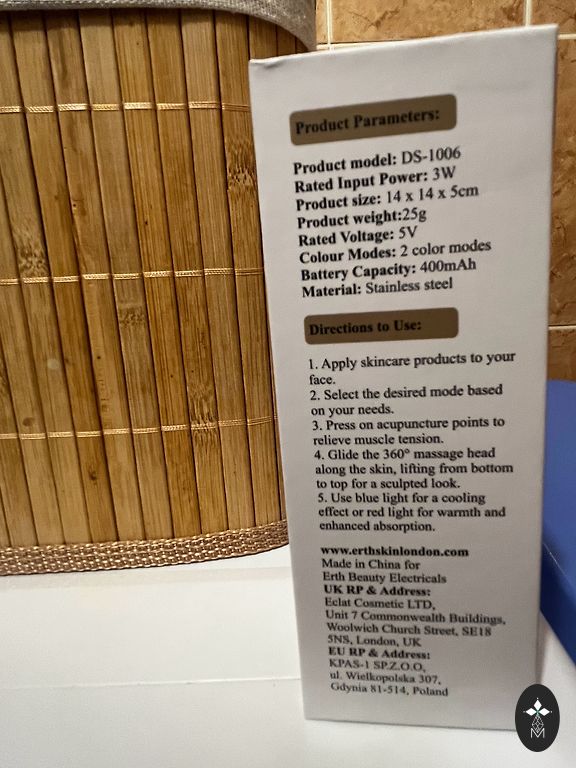 Product Parameters:
Product model: DS-1006
Rated Input Power: 3W
Product size: 14 x 14 x 5cm
Product weight:25g
Rated Voltage: 5V
Colour Modes: 2 color modes
Battery Capacity: 400mAh
Material: Stainless steel
Directions to Use:
1. Apply skincare products to your
face.
2. Select the desired mode based
on your needs.
3. Press on acupuncture points to
relieve muscle tension.
4. Glide the 360° massage head
along the skin, lifting from bottom
to top for a sculpted look.
5. Use blue light for a cooling
effect or red light for warmth and
enhanced absorption.
www.erthskinlondon.com
Made in China for
Erth Beauty Electricals
UK RP & Address:
Eclat Cosmetic LTD,
Unit 7 Commonwealth Buildings,
Woolwich Church Street, SE18
5NS, London, UK
EU RP & Address:
KPAS-1 SP.Z.O.O,
ul. Wielkopolska 307,
Gdynia 81-514, Poland
M